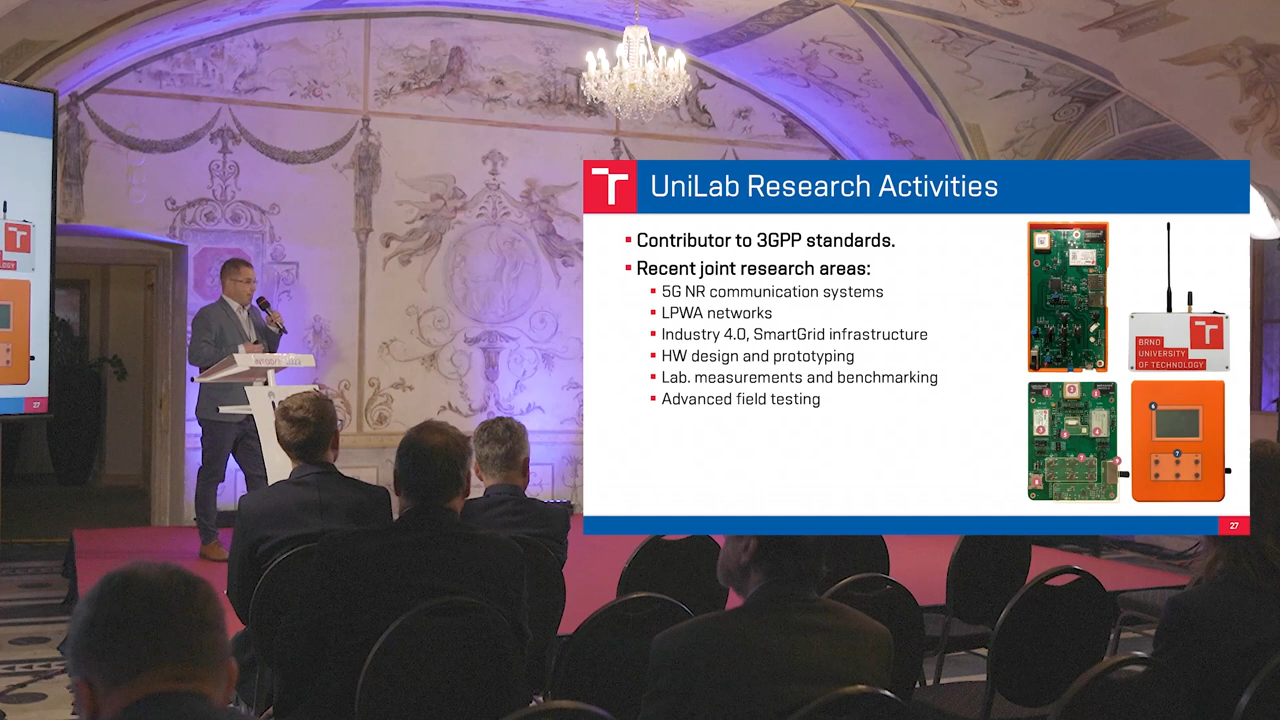 UniLab Research Activities
Contributor to 3GPP standards.
Recent joint research areas:
5G NR communication systems
LPWA networks
Industry 4.0, SmartGrid infrastructure
HW design and prototyping
Lab. measurements and benchmarking
Advanced field testing
BRNO
UNIVERSITY
OF TECHNOLOGY
27
27